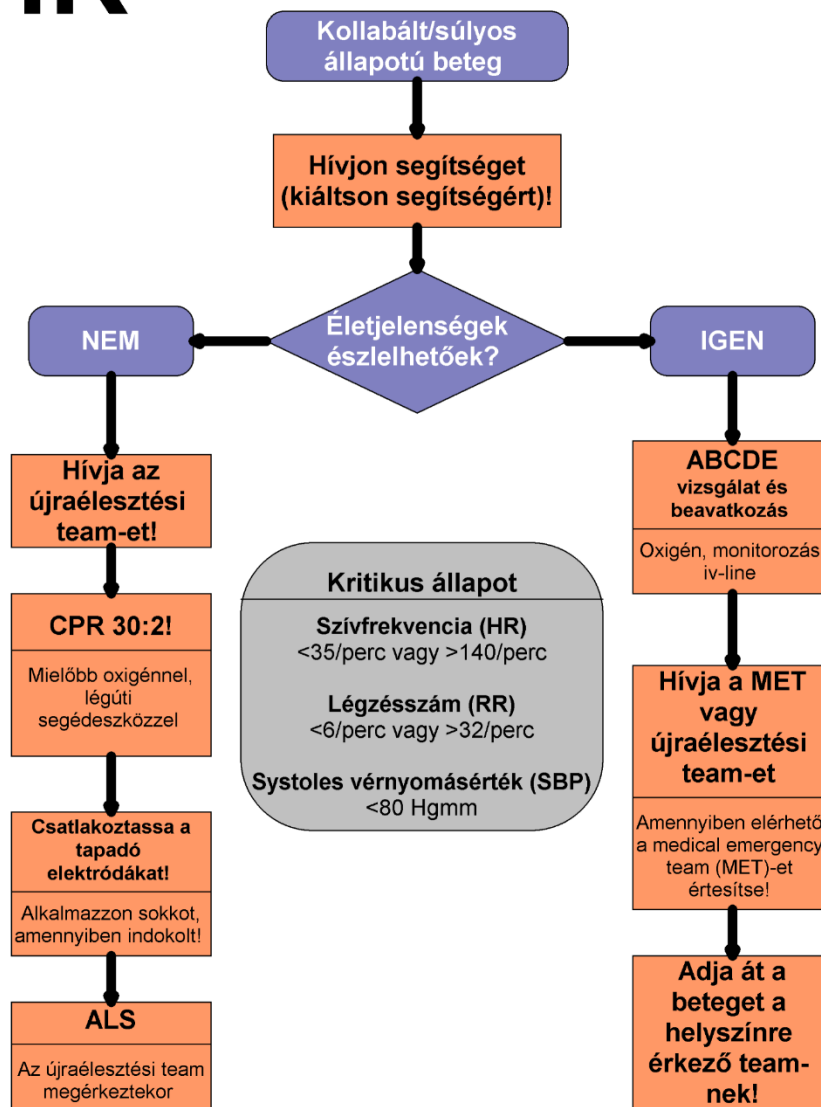 Kollabált/súlyos
állapotú beteg
Hívjon segítséget
(kiáltson segítségért)!
Életjelenségek
észlelhetőek?
NEM
Hívja az
újraélesztési
team-et!
CPR 30:2!
Mielőbb oxigénnel,
légúti
segédeszközzel
Csatlakoztassa a
tapadó
elektródákat!
Alkalmazzon sokkot,
amennyiben indokolt!
ALS
Az újraélesztési team
megérkeztekor
IGEN
ABCDE
vizsgálat és
beavatkozás
Oxigén, monitorozás
iv-line
Hívja a MET
vagy
újraélesztési
team-et
Amennyiben elérhető
a medical emergency
team (MET)-et
értesítse!
Adja át a
beteget a
helyszínre
érkező team-
nek!
Kritikus állapot
Szívfrekvencia (HR)
<35/perc vagy >140/perc
Légzésszám (RR)
<6/perc vagy >32/perc
Systoles vérnyomásérték (SBP)
<80 Hgmm